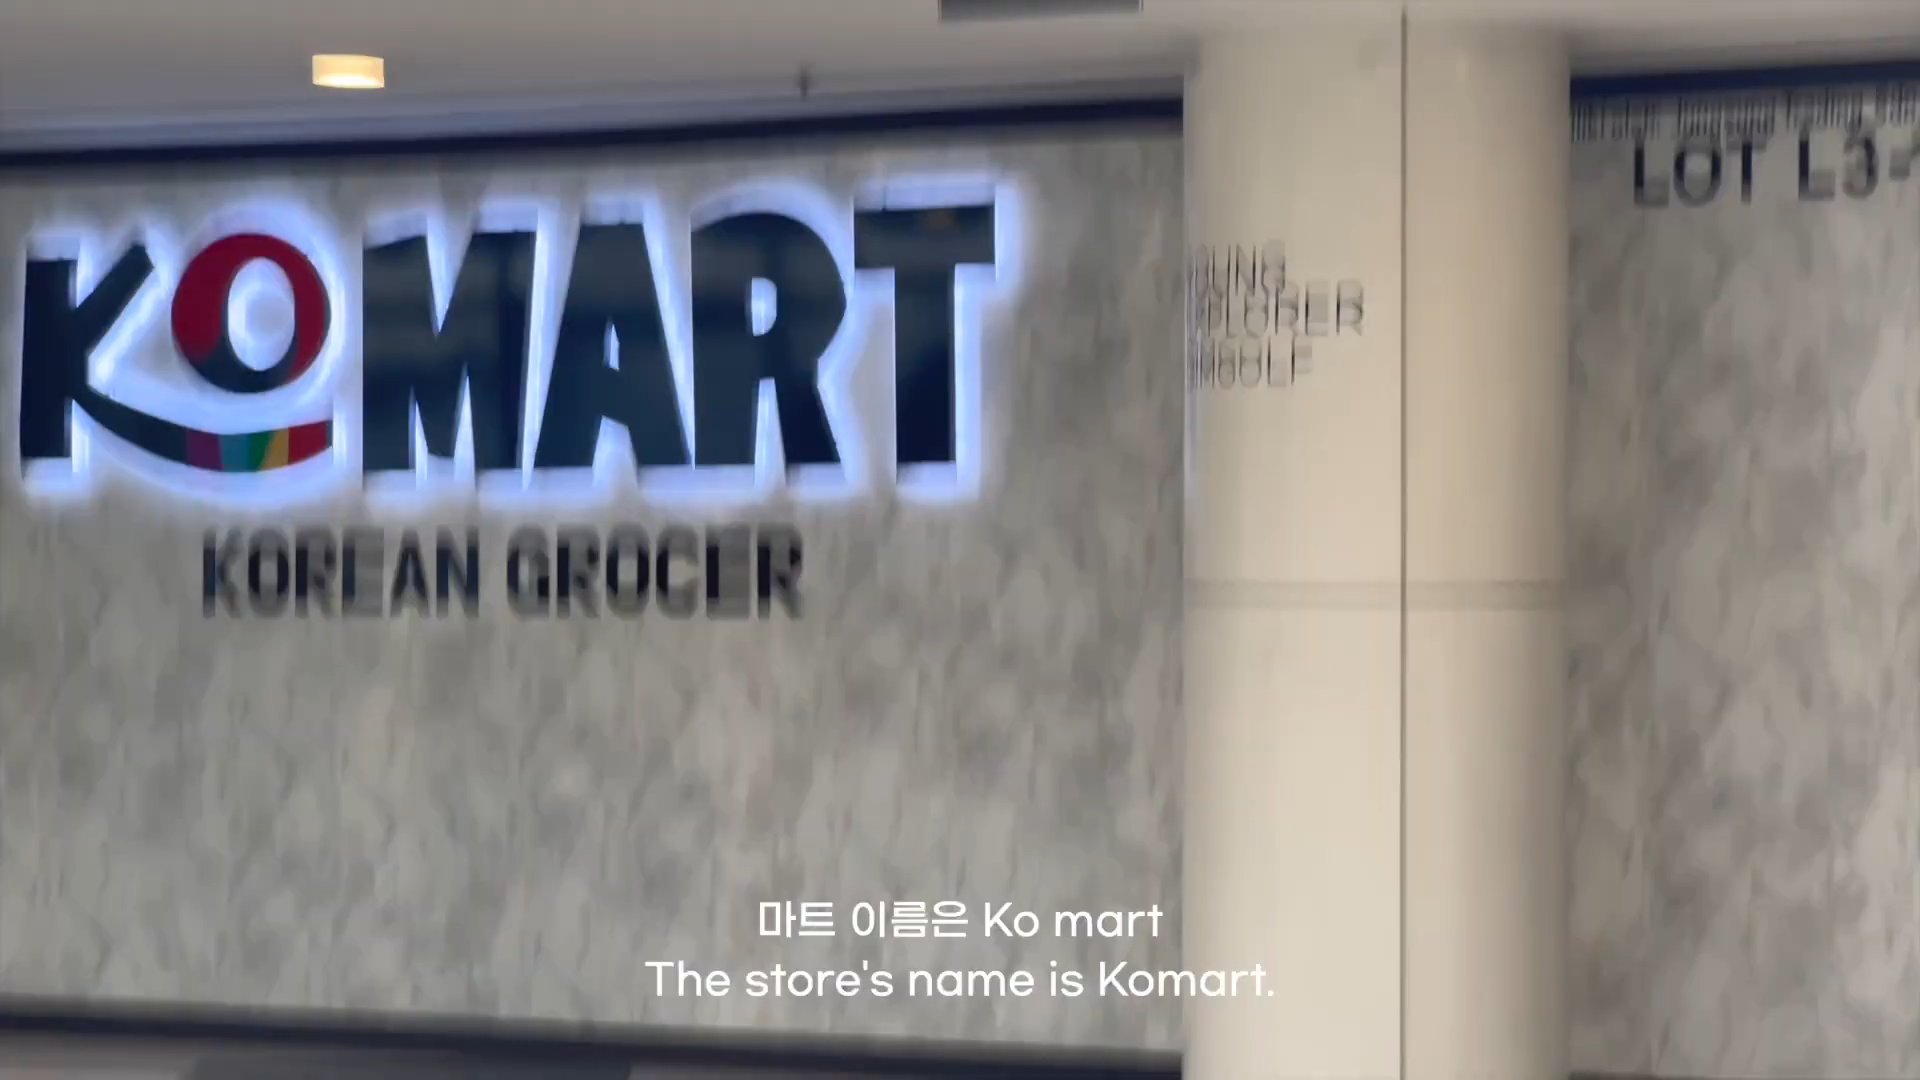 KOMART
KOREAN GROCER
LOT L3-
마트 이름은 Ko mart
The store's name is Komart.